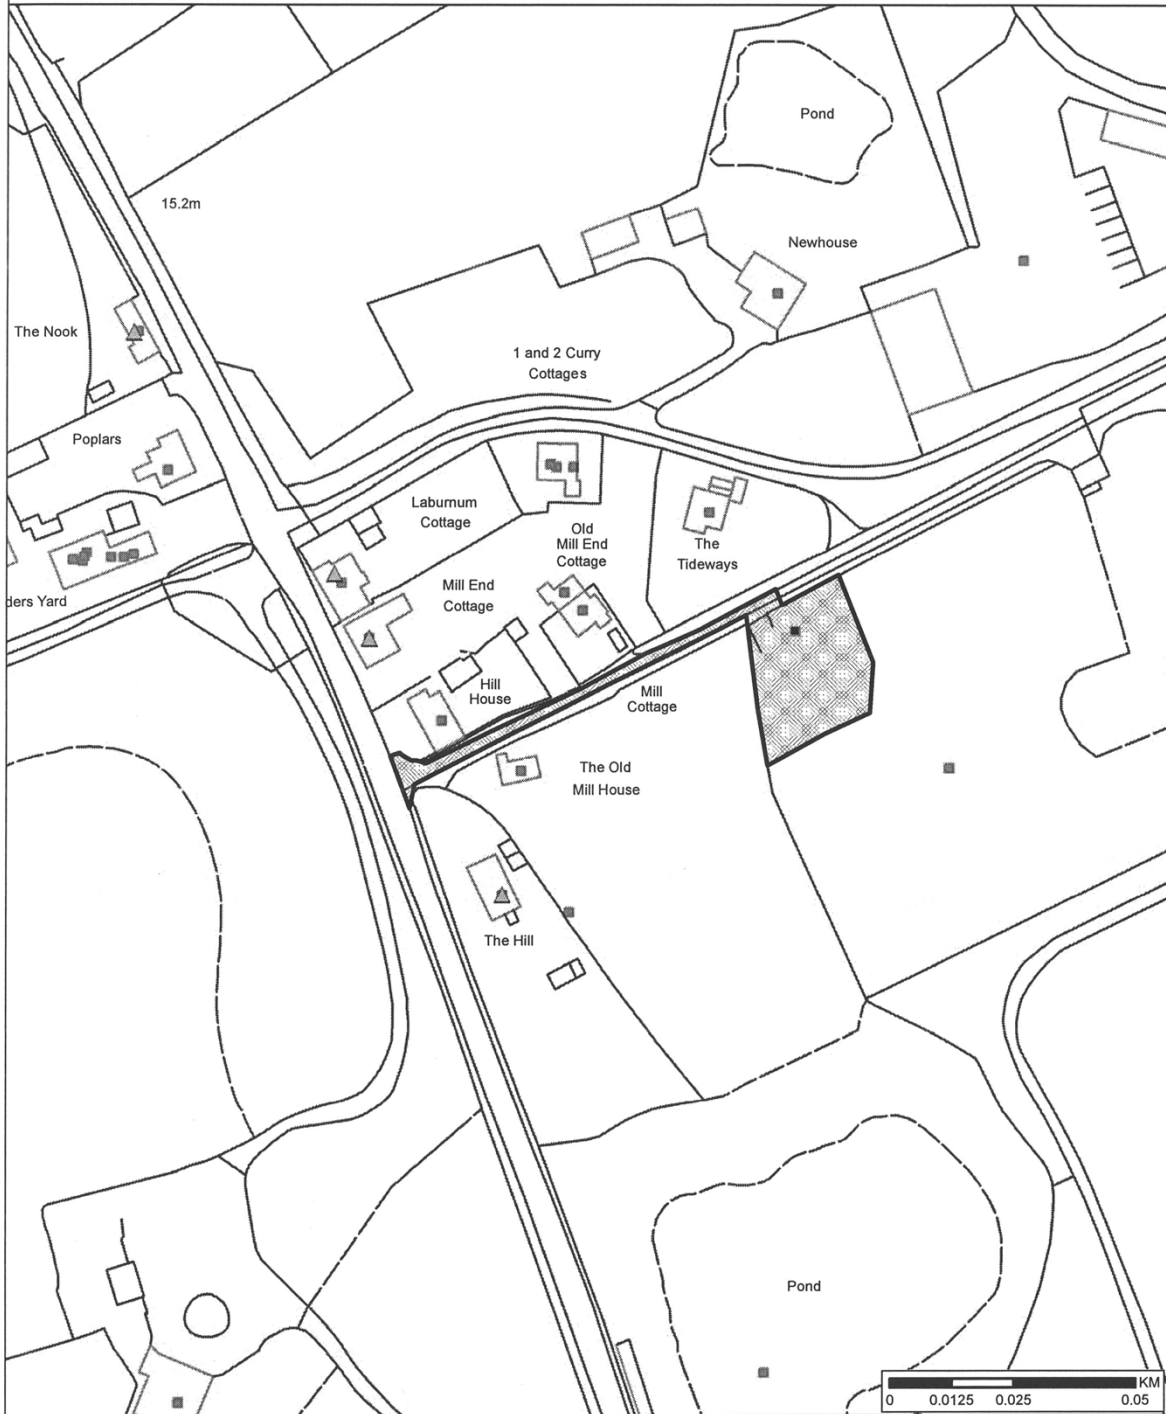 Pond
15.2m
Newhouse
The Nook
1 and 2 Curry
Cottages
Poplars
Laburnum
Cottage
Old
Mill End
Cottage
The
Tideways
Mill End
Cottage
ders Yard
Hill
House
Mill
Cottage
The Old
Mill House
The Hill
Pond
KM
0 0.0125 0.025 0.05